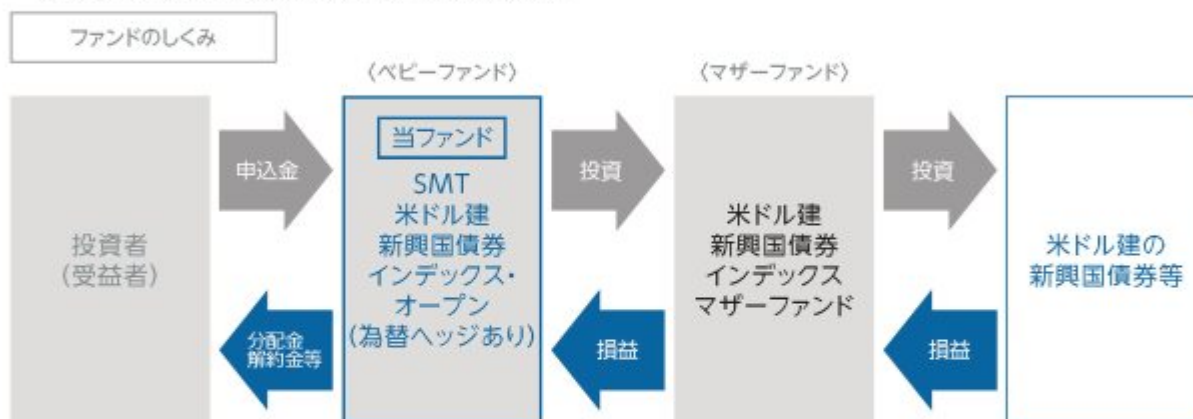 ファンドのしくみ
〈ベビーファンド〉
〈マザーファンド〉
投資者
(受益者)
申込金
分配金
解約金等
当ファンド
SMT
米ドル建
新興国債券
インデックス・
オープン
(為替ヘッジあり)
投資
損益
米ドル建
新興国債券
インデックス
マザーファンド
投資
損益
米ドル建の
新興国債券等